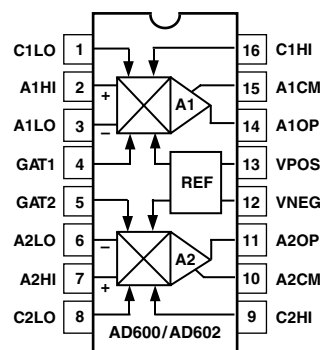 C1LO 1 16 C1HI
A1HI 2 + A1 15 A1CM
A1LO 3 − 14 A1OP
GAT1 4 13 VPOS
REF
GAT2 5 12 VNEG
A2LO 6 − 11 A2OP
A2
A2HI 7 + 10 A2CM
C2LO 8 9 C2HI
AD600/AD602